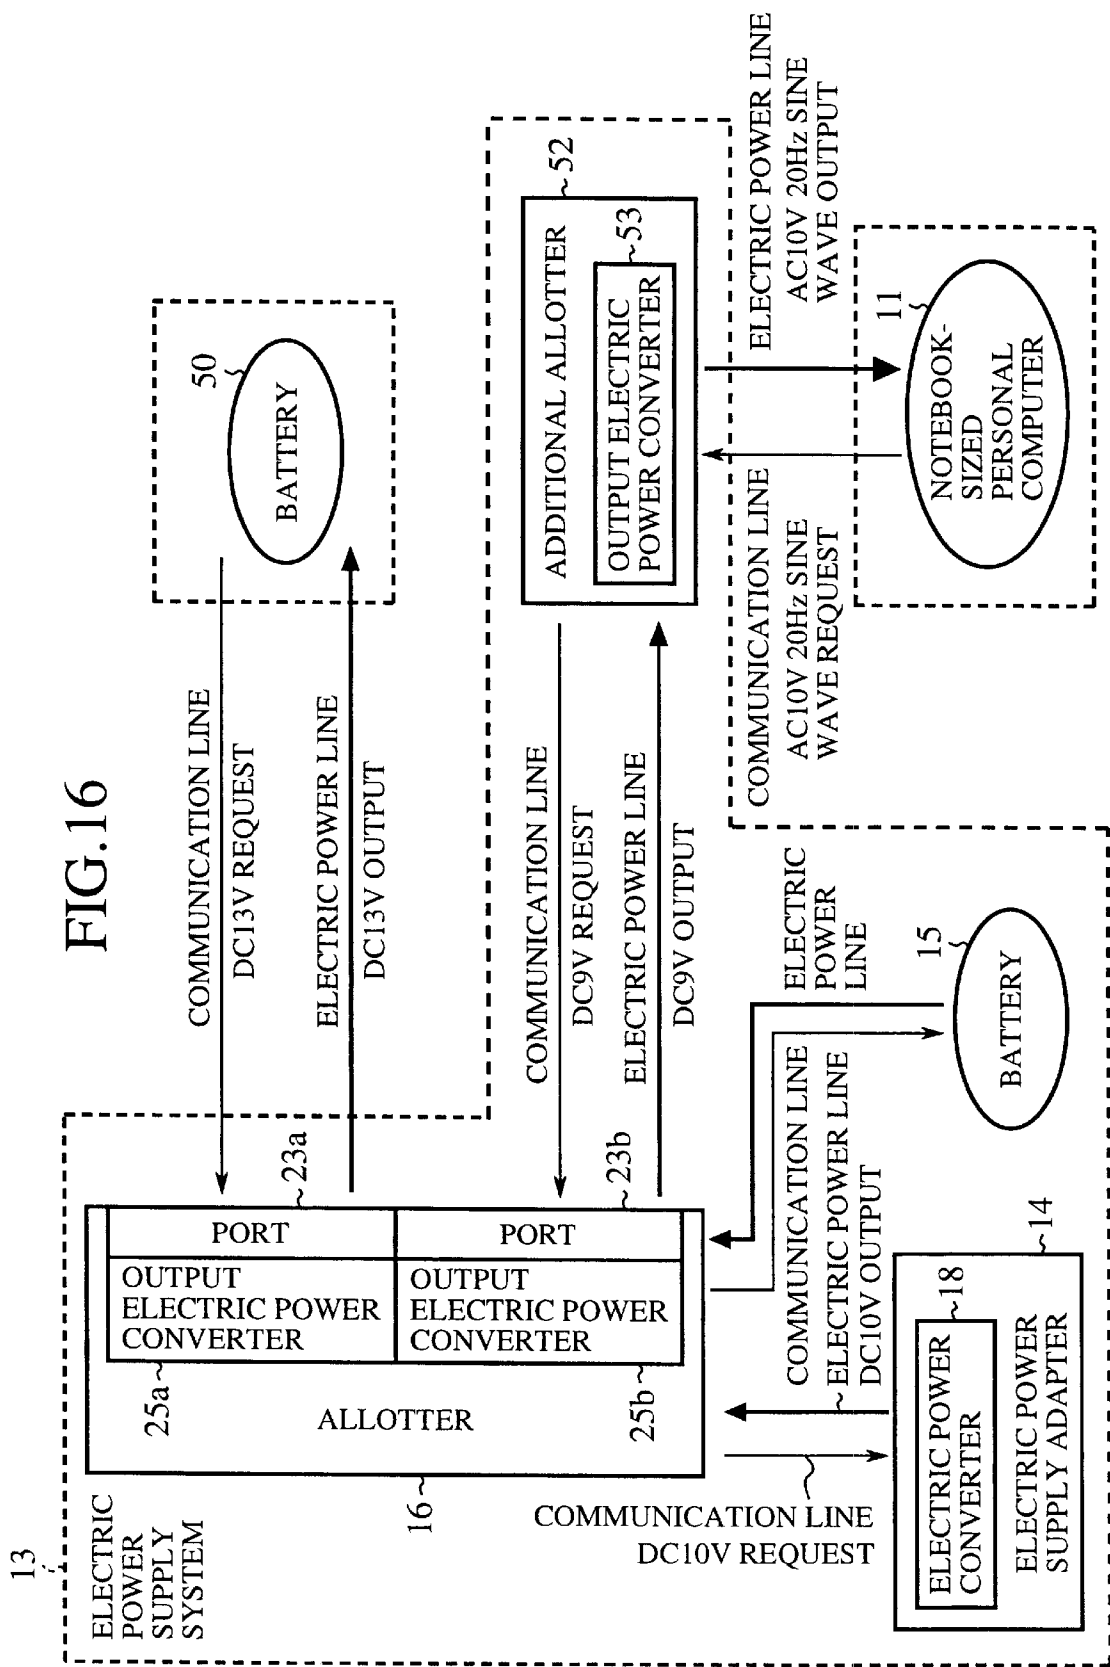 FIG.16
13
ELECTRIC
POWER
SUPPLY
SYSTEM
16
ALLOTTER
25a
OUTPUT
ELECTRIC POWER
CONVERTER
PORT
23a
25b
OUTPUT
ELECTRIC POWER
CONVERTER
PORT
23b
COMMUNICATION LINE
DC13V REQUEST
ELECTRIC POWER LINE
DC13V OUTPUT
50
BATTERY
COMMUNICATION LINE
DC9V REQUEST
ELECTRIC POWER LINE
DC9V OUTPUT
52
ADDITIONAL ALLOTTER
53
OUTPUT ELECTRIC
POWER CONVERTER
COMMUNICATION LINE
AC10V 20Hz SINE
WAVE REQUEST
ELECTRIC POWER LINE
AC10V 20Hz SINE
WAVE OUTPUT
11
NOTEBOOK-
SIZED
PERSONAL
COMPUTER
COMMUNICATION LINE
DC10V REQUEST
COMMUNICATION LINE
ELECTRIC POWER LINE
DC10V OUTPUT
ELECTRIC
POWER
LINE
15
BATTERY
14
18
ELECTRIC POWER
CONVERTER
ELECTRIC POWER
SUPPLY ADAPTER